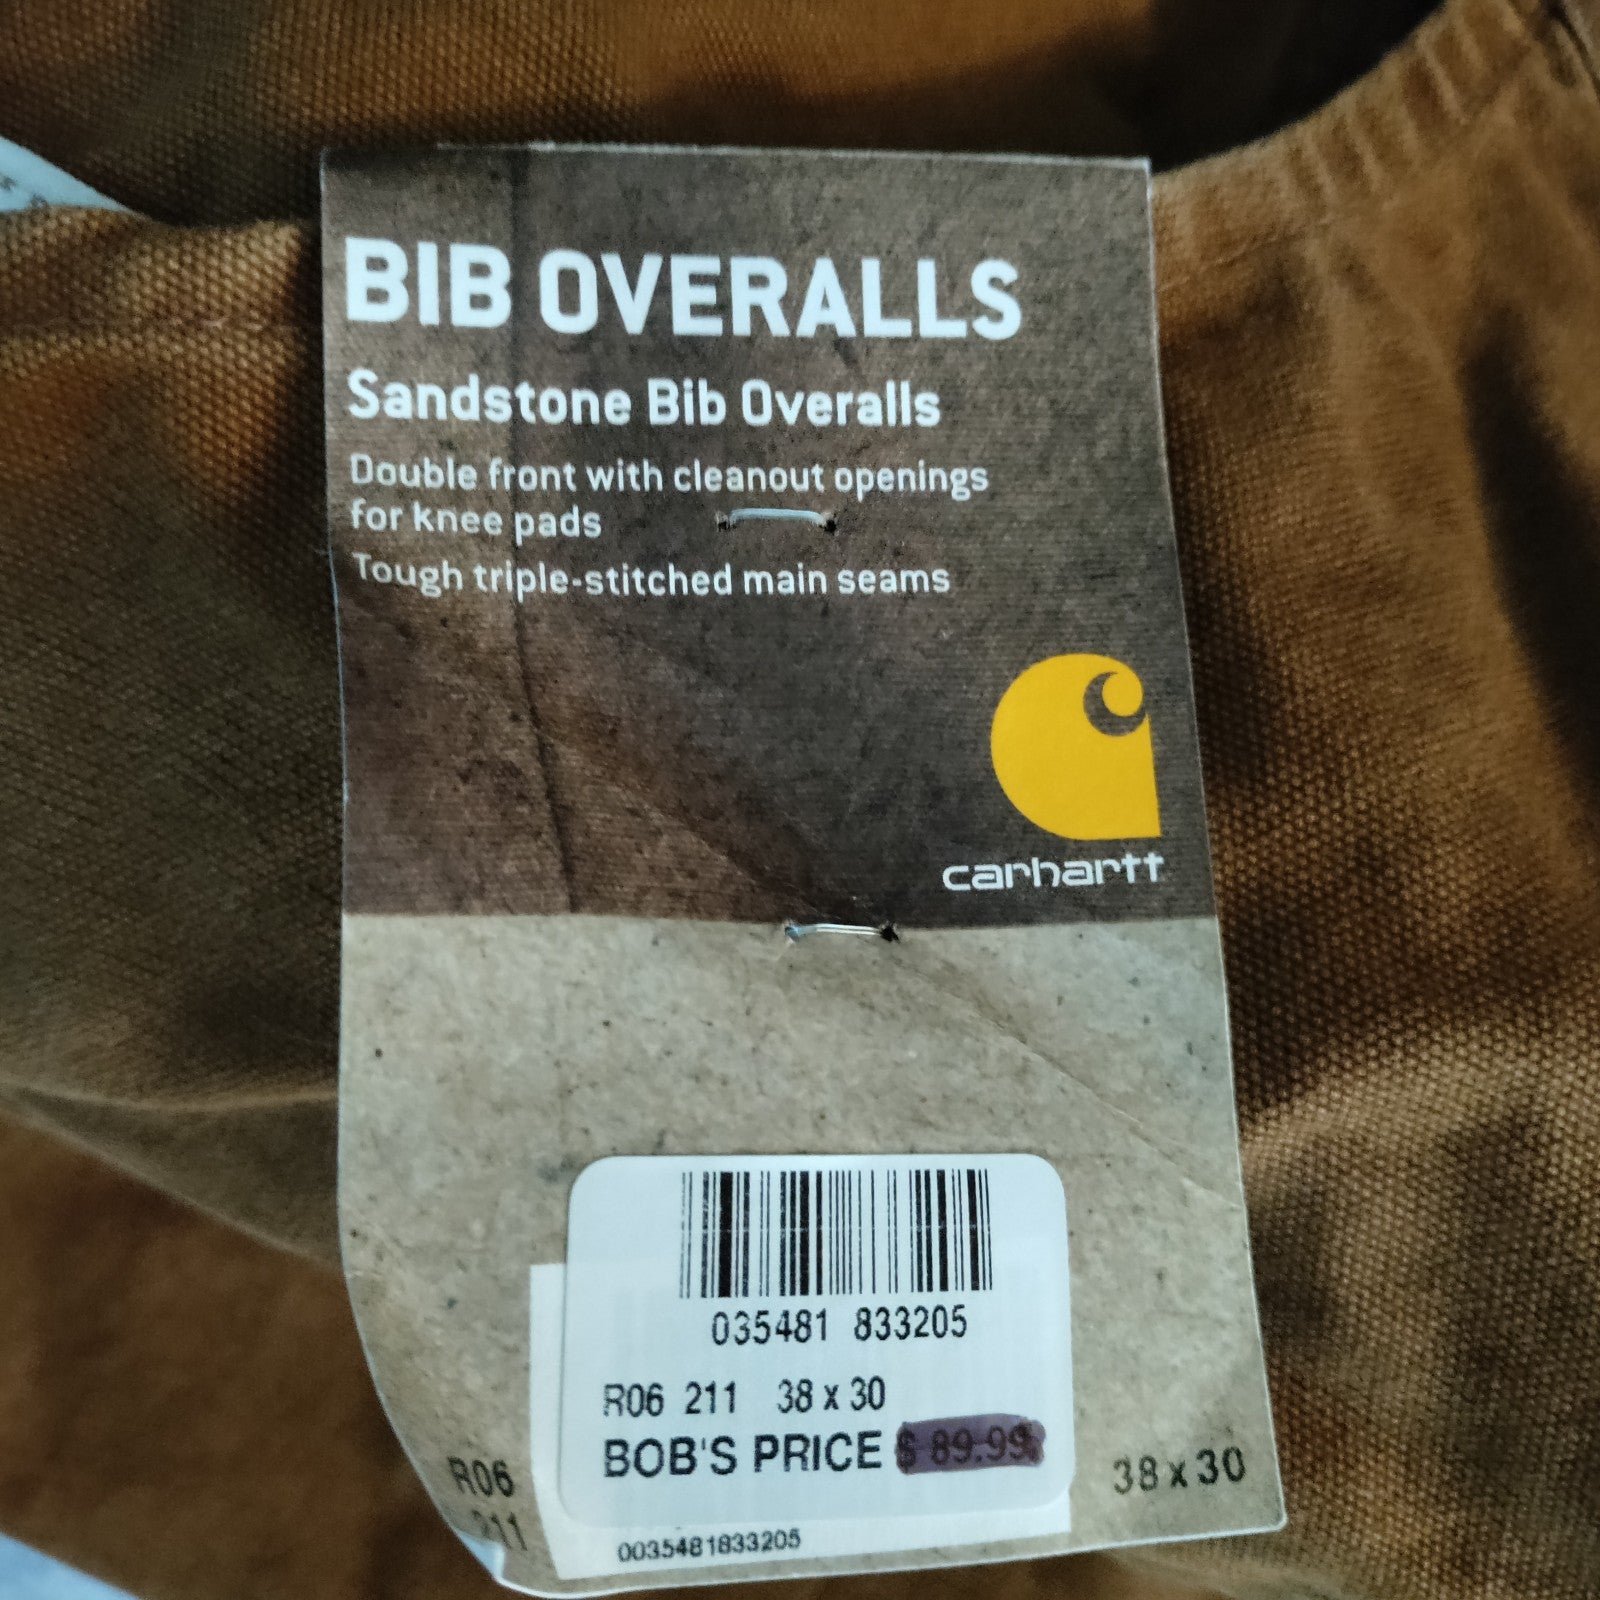 BIB OVERALLS
Sandstone Bib Overalls
Double front with cleanout openings
for knee pads
Tough triple-stitched main seams
carhartt
035481 833205
R06 211 38 x 30
BOB'S PRICE $ 89.99
R06
211
38 x 30
0035481833205